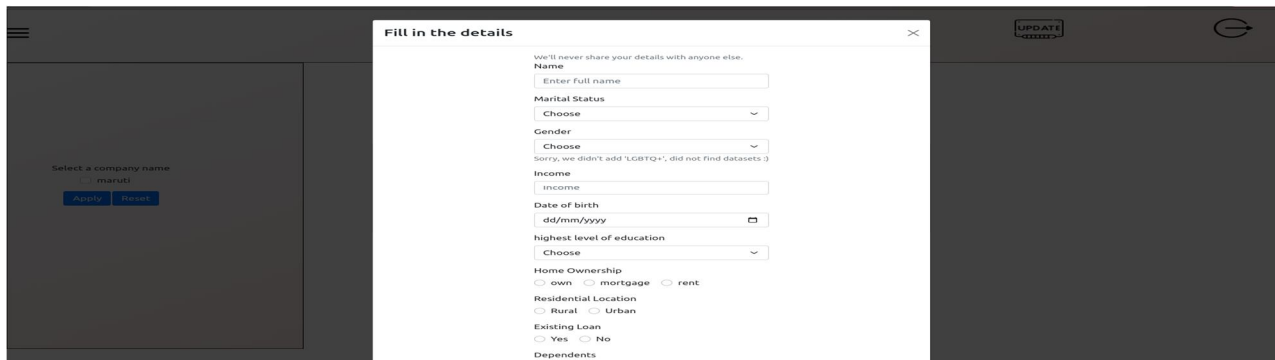 UPDATE
Fill in the details
We'll never share your details with anyone else.
Name
Enter full name
Marital Status
Choose
Gender
Choose
Sorry, we didn't add 'LGBTQ+', did not find datasets :)
Income
Income
Date of birth
dd/mm/yyyy
highest level of education
Choose
Home Ownership
own mortgage rent
Residential Location
Rural Urban
Existing Loan
Yes No
Dependents
Select a company name
maruti
Apply Reset